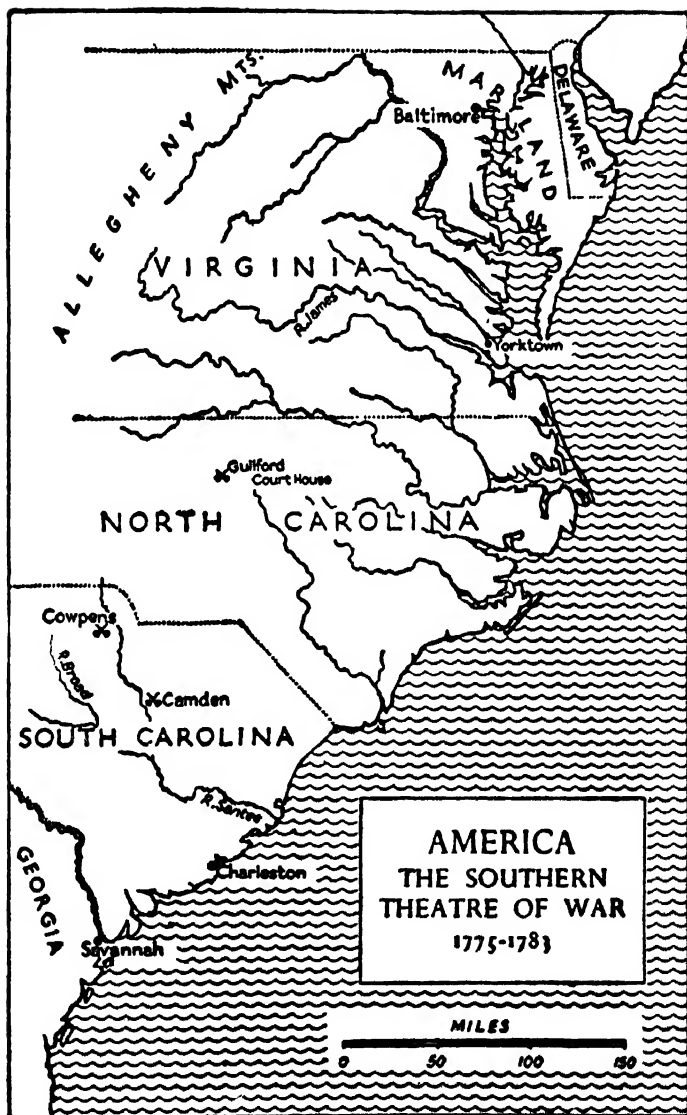 ALLEGHENY MTS.
MARYLAND
DELAWARE
Baltimore
VIRGINIA
R. James
Yorktown
Guilford
Court House
NORTH CAROLINA
Cowpens
R. Broad
Camden
SOUTH CAROLINA
R. Santee
Charleston
GEORGIA
Savannah
AMERICA
THE SOUTHERN
THEATRE OF WAR
1775-1783
MILES
0 50 100 150